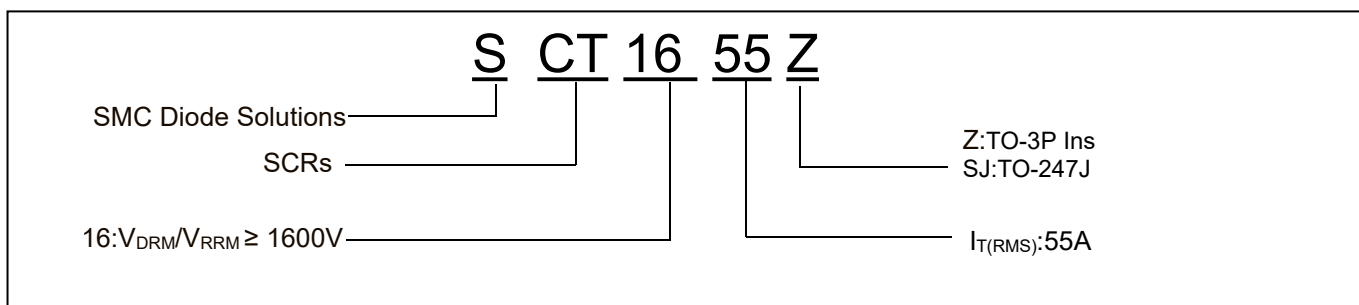 S CT 16 55 Z
SMC Diode Solutions
SCRs
Z:TO-3P Ins
SJ:TO-247J
16:VDRM/VRRM ≥ 1600V
IT(RMS):55A